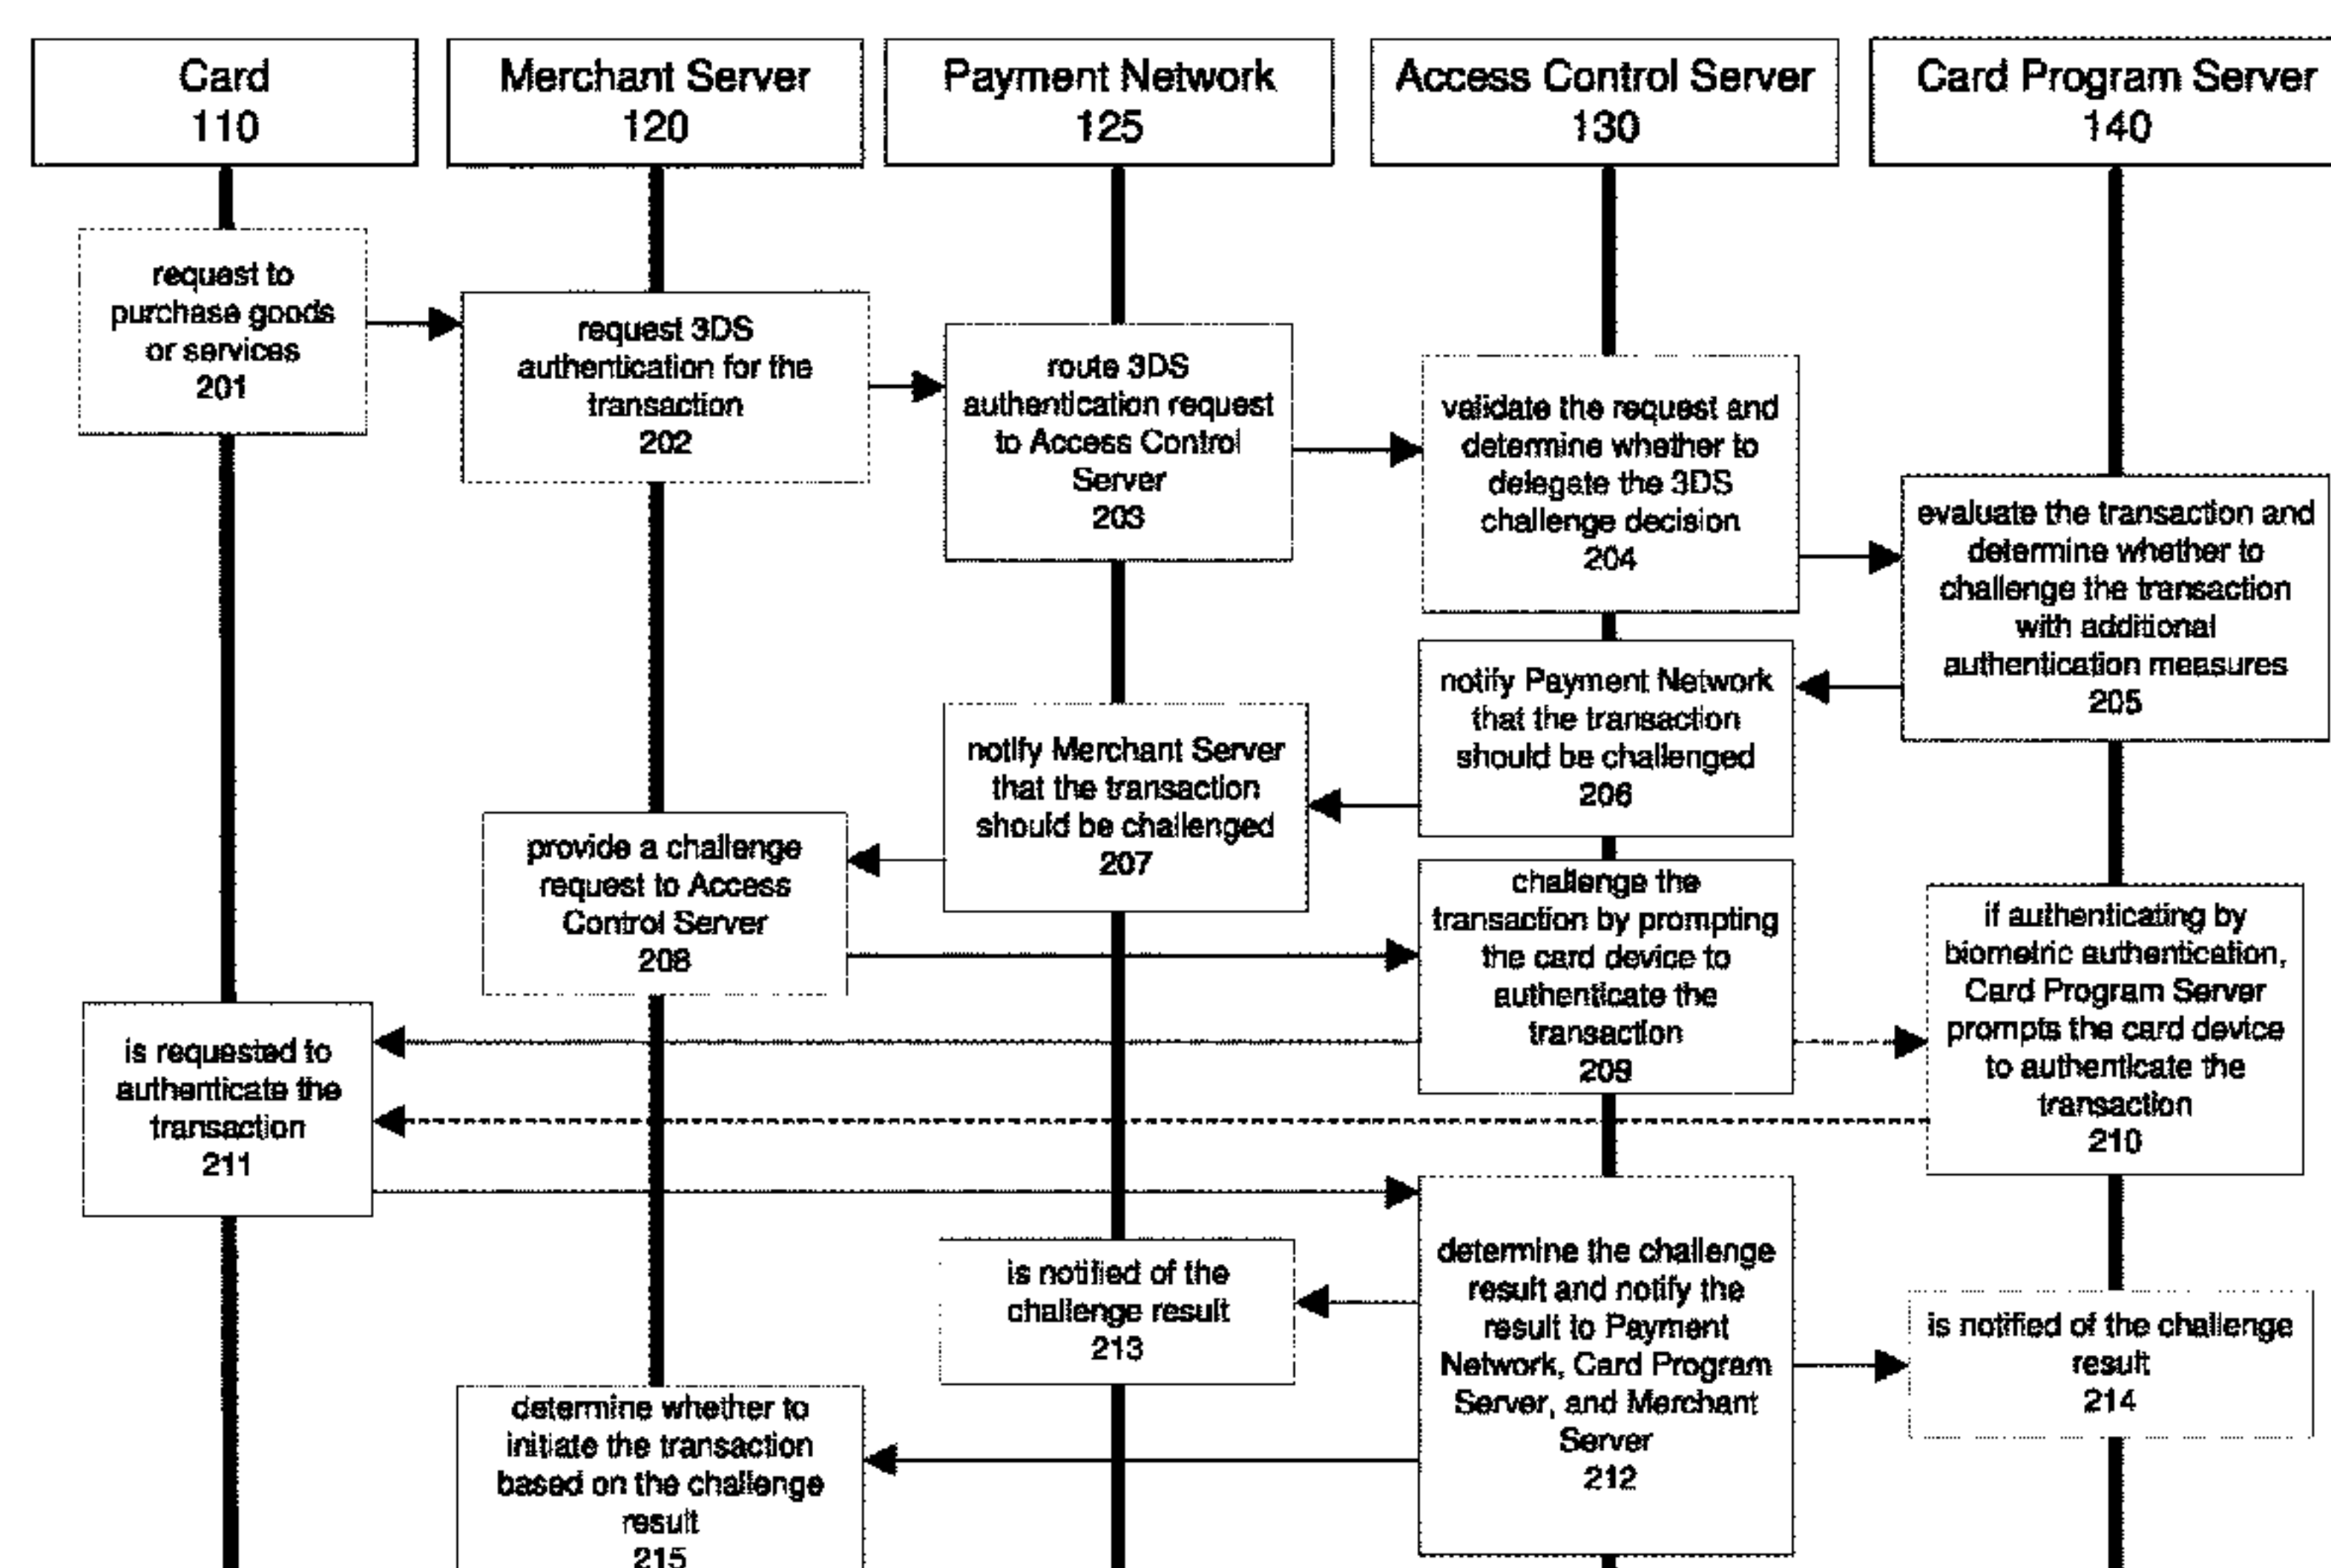 Card
110
Merchant Server
120
Payment Network
125
Access Control Server
130
Card Program Server
140
request to
purchase goods
or services
201
request 3DS
authentication for the
transaction
202
route 3DS
authentication request
to Access Control
Server
203
validate the request and
determine whether to
delegate the 3DS
challenge decision
204
evaluate the transaction and
determine whether to
challenge the transaction
with additional
authentication measures
205
notify Payment Network
that the transaction
should be challenged
206
notify Merchant Server
that the transaction
should be challenged
207
provide a challenge
request to Access
Control Server
208
challenge the
transaction by prompting
the card device to
authenticate the
transaction
209
if authenticating by
biometric authentication,
Card Program Server
prompts the card device
to authenticate the
transaction
210
is requested to
authenticate the
transaction
211
determine the challenge
result and notify the
result to Payment
Network, Card Program
Server, and Merchant
Server
212
is notified of the
challenge result
213
is notified of the challenge
result
214
determine whether to
initiate the transaction
based on the challenge
result
215